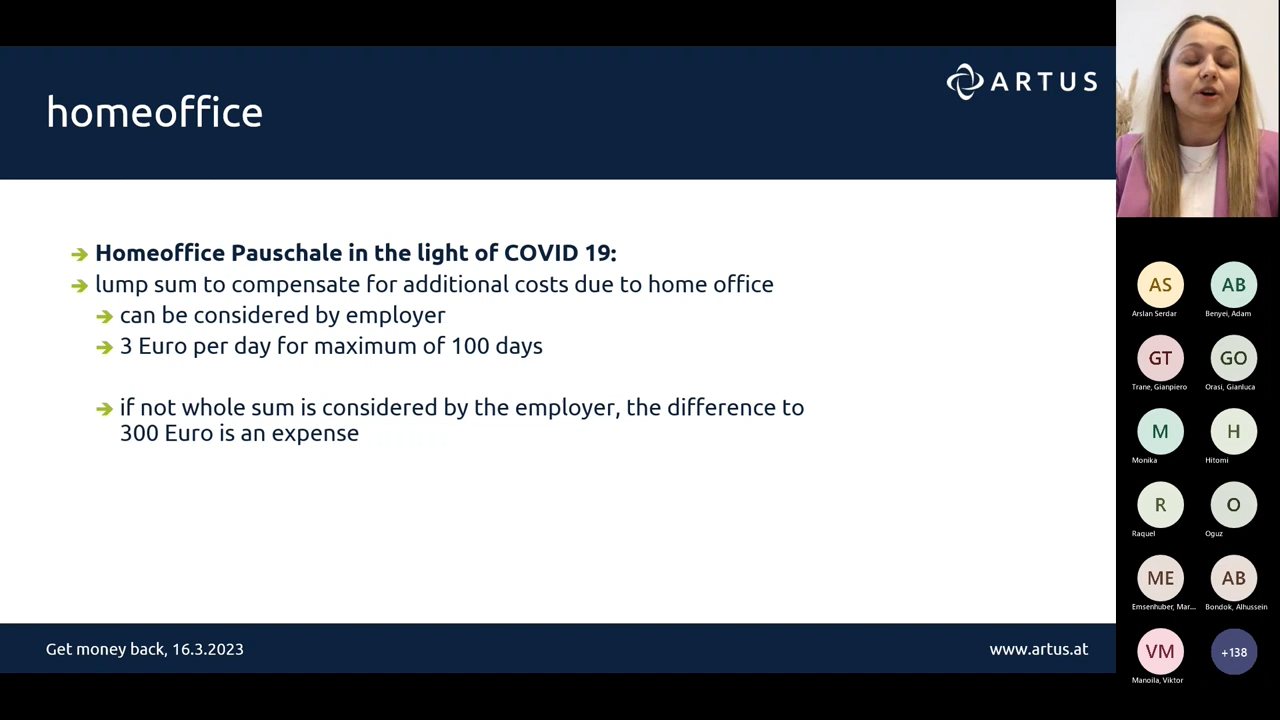 homeoffice
ARTUS
➔ Homeoffice Pauschale in the light of COVID 19:
➔ lump sum to compensate for additional costs due to home office
➔ can be considered by employer
➔ 3 Euro per day for maximum of 100 days
➔ if not whole sum is considered by the employer, the difference to
300 Euro is an expense
Get money back, 16.3.2023
www.artus.at
AS
AB
Arslan Serdar
Benyei, Adam
GT
GO
Trane, Gianpiero
Orasi, Gianluca
M
H
Monika
Hitomi
R
O
Raquel
Oguz
ME
AB
Emsenhuber, Mar...
Bondok, Alhussein
VM
+138
Manoila, Viktor